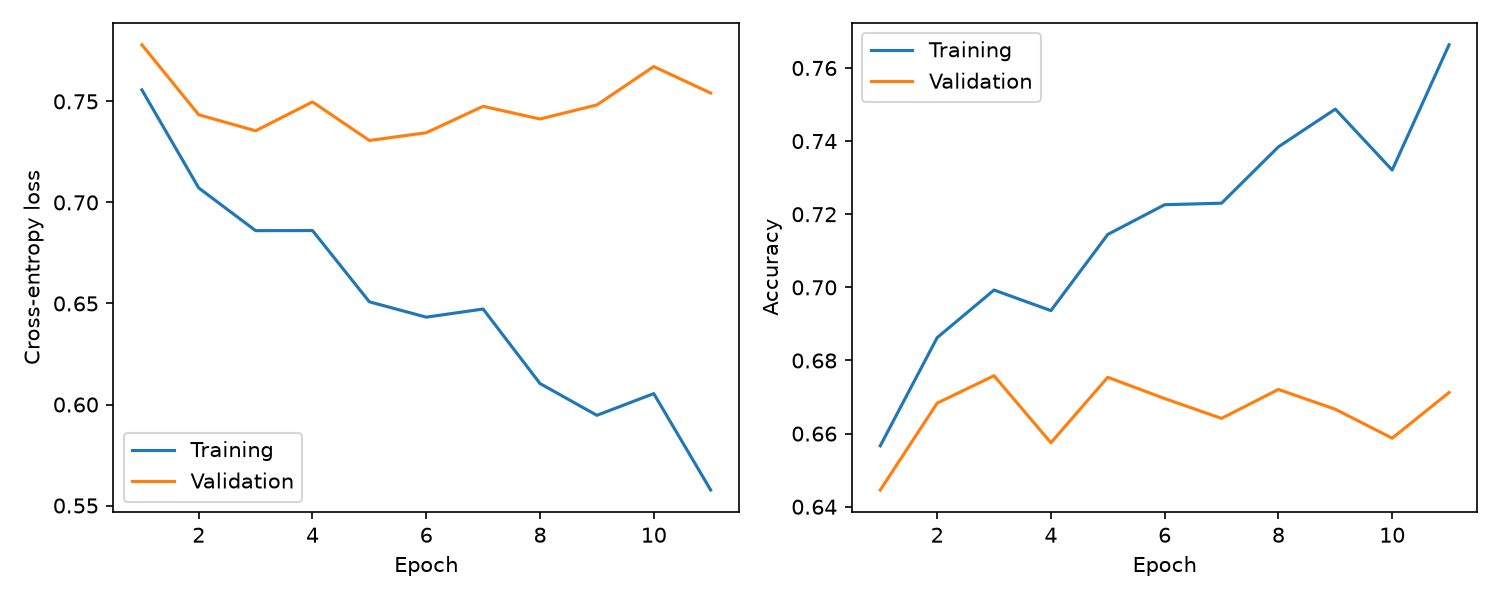 Cross-entropy loss
0.75
0.70
0.65
0.60
0.55
Training
Validation
2 4 6 8 10
Epoch
Accuracy
0.76
0.74
0.72
0.70
0.68
0.66
0.64
Training
Validation
2 4 6 8 10
Epoch